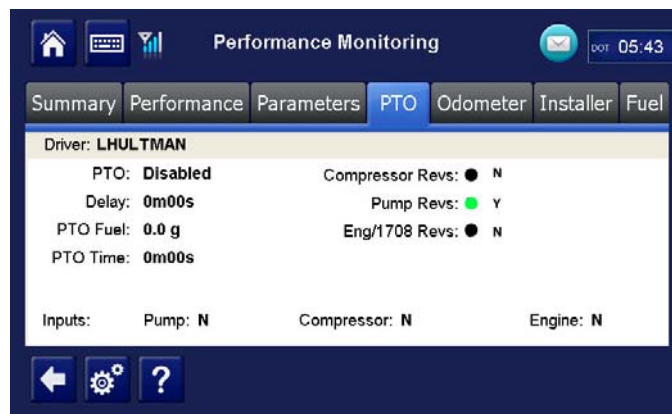 Performance Monitoring
DOT 05:43
Summary Performance Parameters PTO Odometer Installer Fuel
Driver: LHULTMAN
PTO: Disabled Compressor Revs: N
Delay: 0m00s Pump Revs: Y
PTO Fuel: 0.0 g Eng/1708 Revs: N
PTO Time: 0m00s
Inputs: Pump: N Compressor: N Engine: N
?